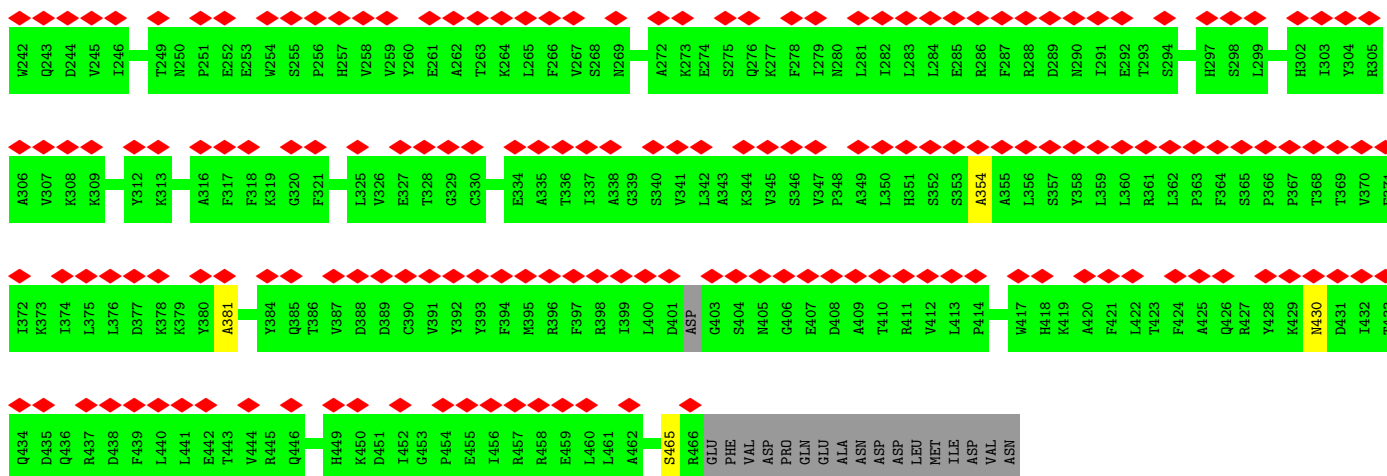 W242 Q243 D244 V245 I246 T249 N250 P251 E252 E253 W254 S255 P256 H257 V258 V259 Y260 E261 A262 T263 K264 L265 F266 V267 S268 N269 A272 K273 E274 S275 Q276 K277 F278 I279 N280 L281 I282 L283 L284 E285 R286 F287 R288 D289 N290 I291 E292 T293 S294 H297 S298 L299 H302 I303 Y304 R305
A306 V307 K308 K309 Y312 K313 A316 F317 F318 K319 G320 F321 L325 V326 E327 T328 G329 C330 E334 A335 T336 I337 A338 G339 S340 V341 L342 A343 K344 V345 S346 V347 P348 A349 L350 H351 S352 S353 A354 A355 L356 S357 Y358 L359 L360 R361 L362 P363 F364 S365 P366 P367 T368 T369 V370
I372 K373 I374 L375 L376 D377 K378 K379 Y380 A381 Y384 Q385 T386 V387 D388 D389 C390 V391 Y392 Y393 F394 M395 R396 F397 R398 I399 L400 D401 ASP G403 S404 N405 G406 E407 D408 A409 T410 R411 V412 L413 P414 W417 H418 K419 A420 F421 L422 T423 F424 A425 Q426 R427 Y428 K429 N430 D431 I432
Q434 D435 Q436 R437 D438 F439 L440 L441 E442 T443 V444 R445 Q446 H449 K450 D451 I452 G453 P454 E455 I456 R457 R458 E459 L460 L461 A462 S465 R466 GLU PHE VAL ASP PRO GLN GLU ALA ASN ASP ASP LEU MET ILE ASP VAL ASN